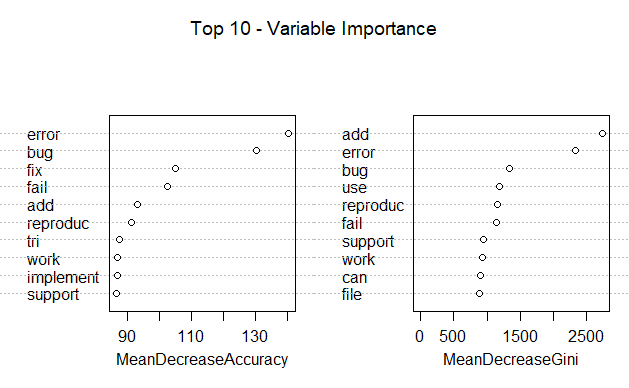 Top 10 - Variable Importance
error
bug
fix
fail
add
reproduc
tri
work
implement
support
90 110 130
MeanDecreaseAccuracy
add
error
bug
use
reproduc
fail
support
work
can
file
0 500 1500 2500
MeanDecreaseGini